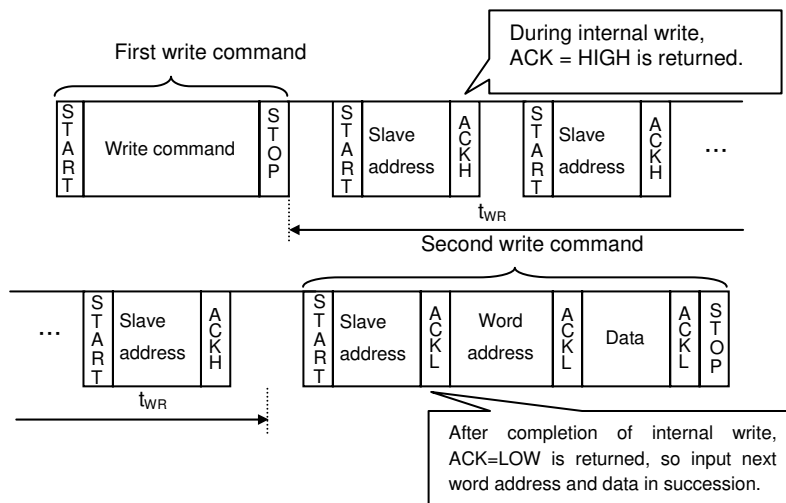 During internal write,
ACK = HIGH is returned.
First write command
START
Write command
STOP
START
Slave
address
ACKH
START
Slave
address
ACKH
...
tWR
Second write command
...
START
Slave
address
ACKH
START
Slave
address
ACKL
Word
address
ACKL
Data
ACKL
STOP
tWR
After completion of internal write,
ACK=LOW is returned, so input next
word address and data in succession.